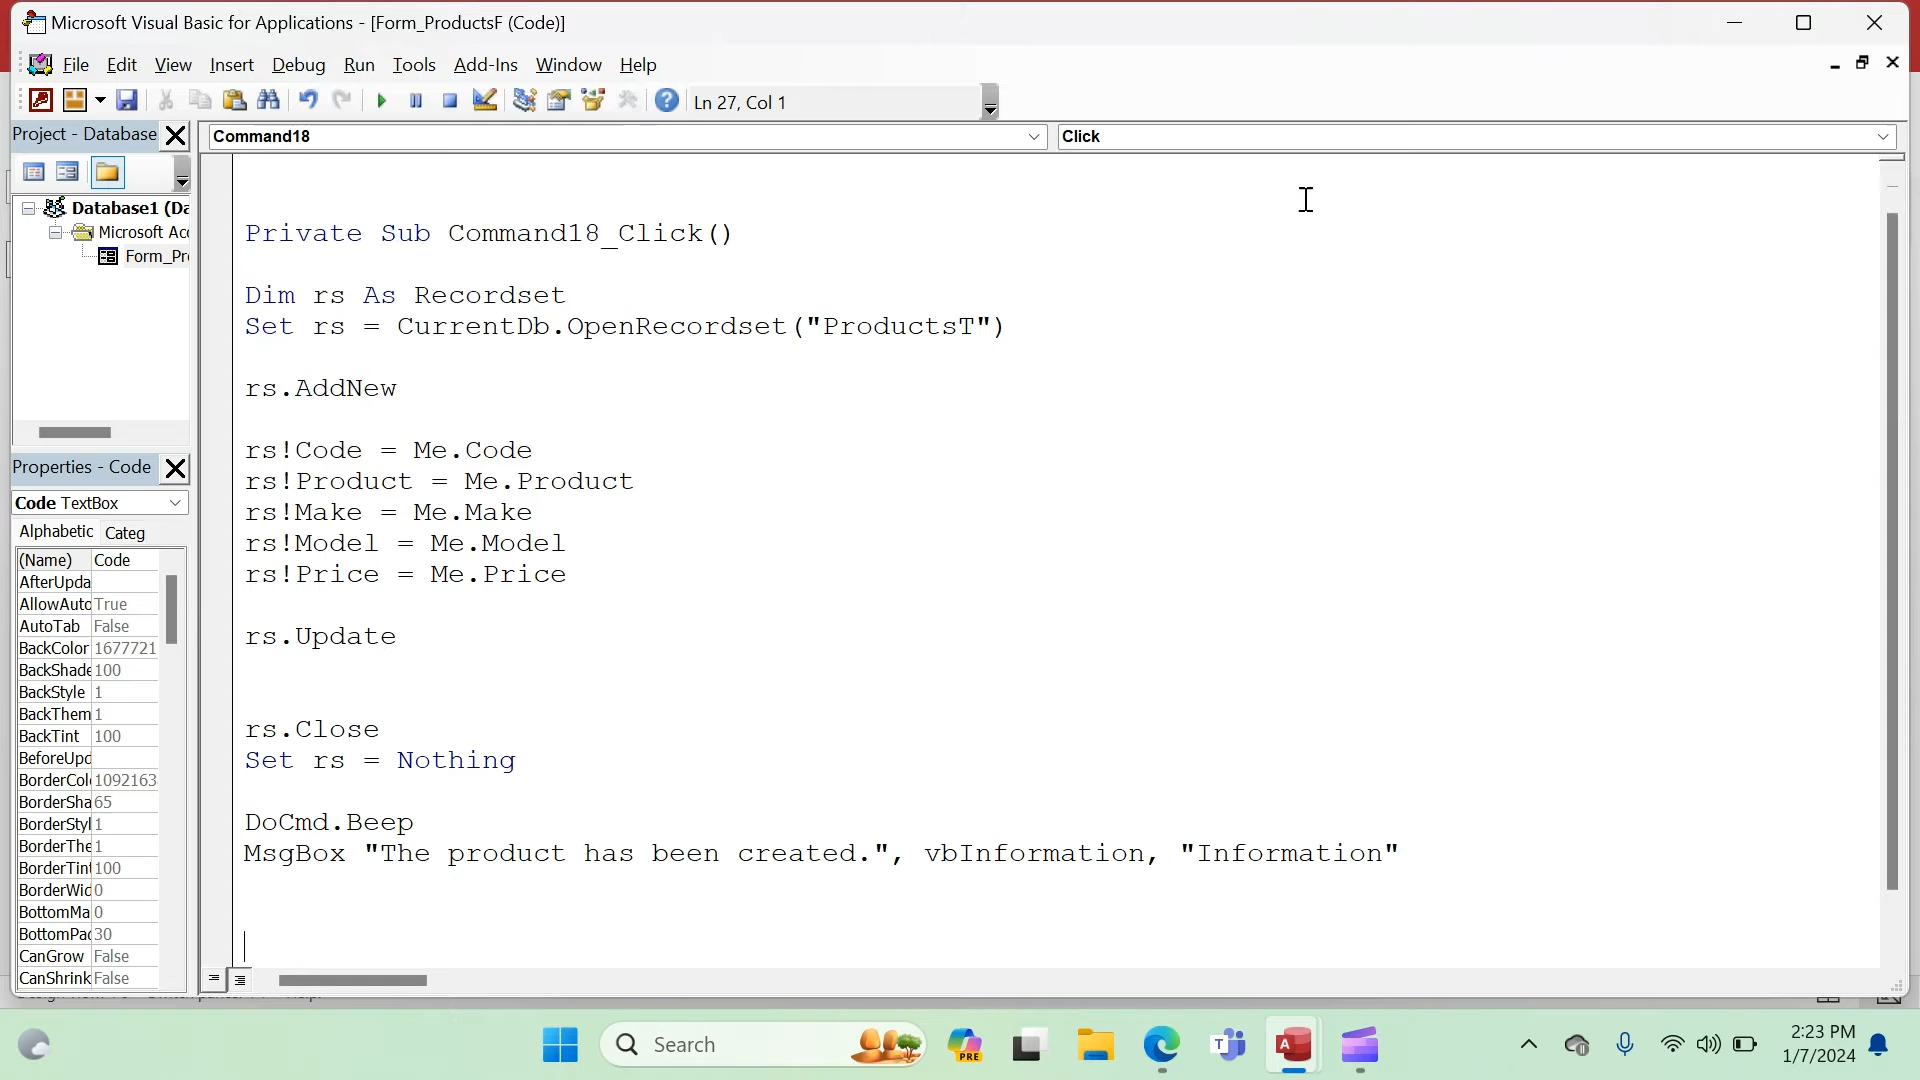 Microsoft Visual Basic for Applications - [Form_ProductsF (Code)]
File Edit View Insert Format Debug Run Tools Add-Ins Window Help
Ln 27, Col 1
Project - Database
Command18
Click
Database1 (Da
Microsoft Acc
Form_Pro
Private Sub Command18_Click()
Dim rs As Recordset
Set rs = CurrentDb.OpenRecordset("ProductsT")
rs.AddNew
rs!Code = Me.Code
rs!Product = Me.Product
rs!Make = Me.Make
rs!Model = Me.Model
rs!Price = Me.Price
rs.Update
rs.Close
Set rs = Nothing
DoCmd.Beep
MsgBox "The product has been created.", vbInformation, "Information"
Properties - Code
Code TextBox
Alphabetic Categ
(Name) Code
AfterUpda
AllowAuto True
AutoTab False
BackColor 1677721
BackShade 100
BackStyle 1
BackThem 1
BackTint 100
BeforeUpd
BorderColo 1092163
BorderSha 65
BorderStyl 1
BorderThe 1
BorderTint 100
BorderWid 0
BottomMa 0
BottomPad 30
CanGrow False
CanShrink False
Search
PRE
2:23 PM
1/7/2024